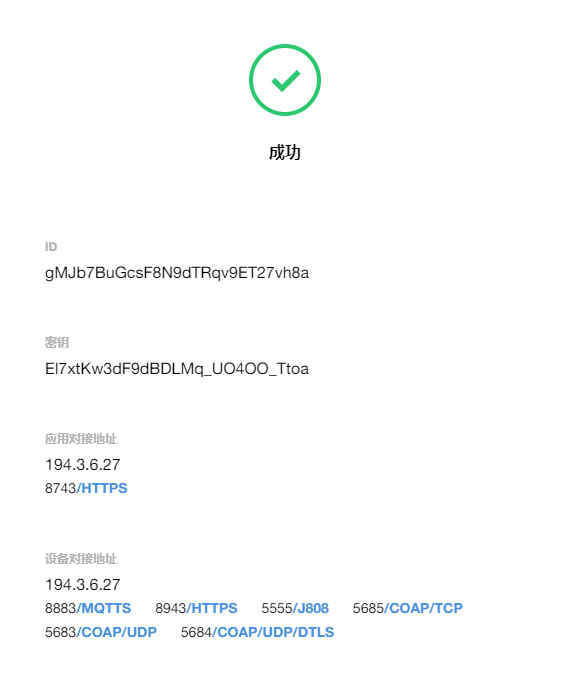 成功
ID
gMJb7BuGcsF8N9dTRqv9ET27vh8a
密钥
El7xtKw3dF9dBDLMq_UO4OO_Ttoa
应用对接地址
194.3.6.27
8743/HTTPS
设备对接地址
194.3.6.27
8883/MQTTS 8943/HTTPS 5555/J808 5685/COAP/TCP
5683/COAP/UDP 5684/COAP/UDP/DTLS